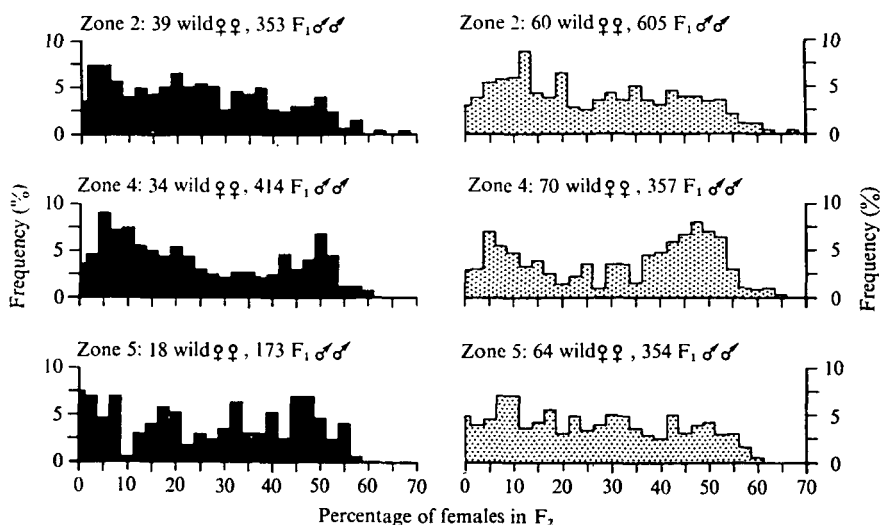 Zone 2: 39 wild ♀♀, 353 F₁ ♂♂
Zone 2: 60 wild ♀♀, 605 F₁ ♂♂
10
5
0
10
5
0
Zone 4: 34 wild ♀♀, 414 F₁ ♂♂
Zone 4: 70 wild ♀♀, 357 F₁ ♂♂
10
5
0
10
5
0
Frequency (%)
Frequency (%)
Zone 5: 18 wild ♀♀, 173 F₁ ♂♂
Zone 5: 64 wild ♀♀, 354 F₁ ♂♂
10
5
0
10
5
0
0 10 20 30 40 50 60 70
0 10 20 30 40 50 60 70
Percentage of females in F₂